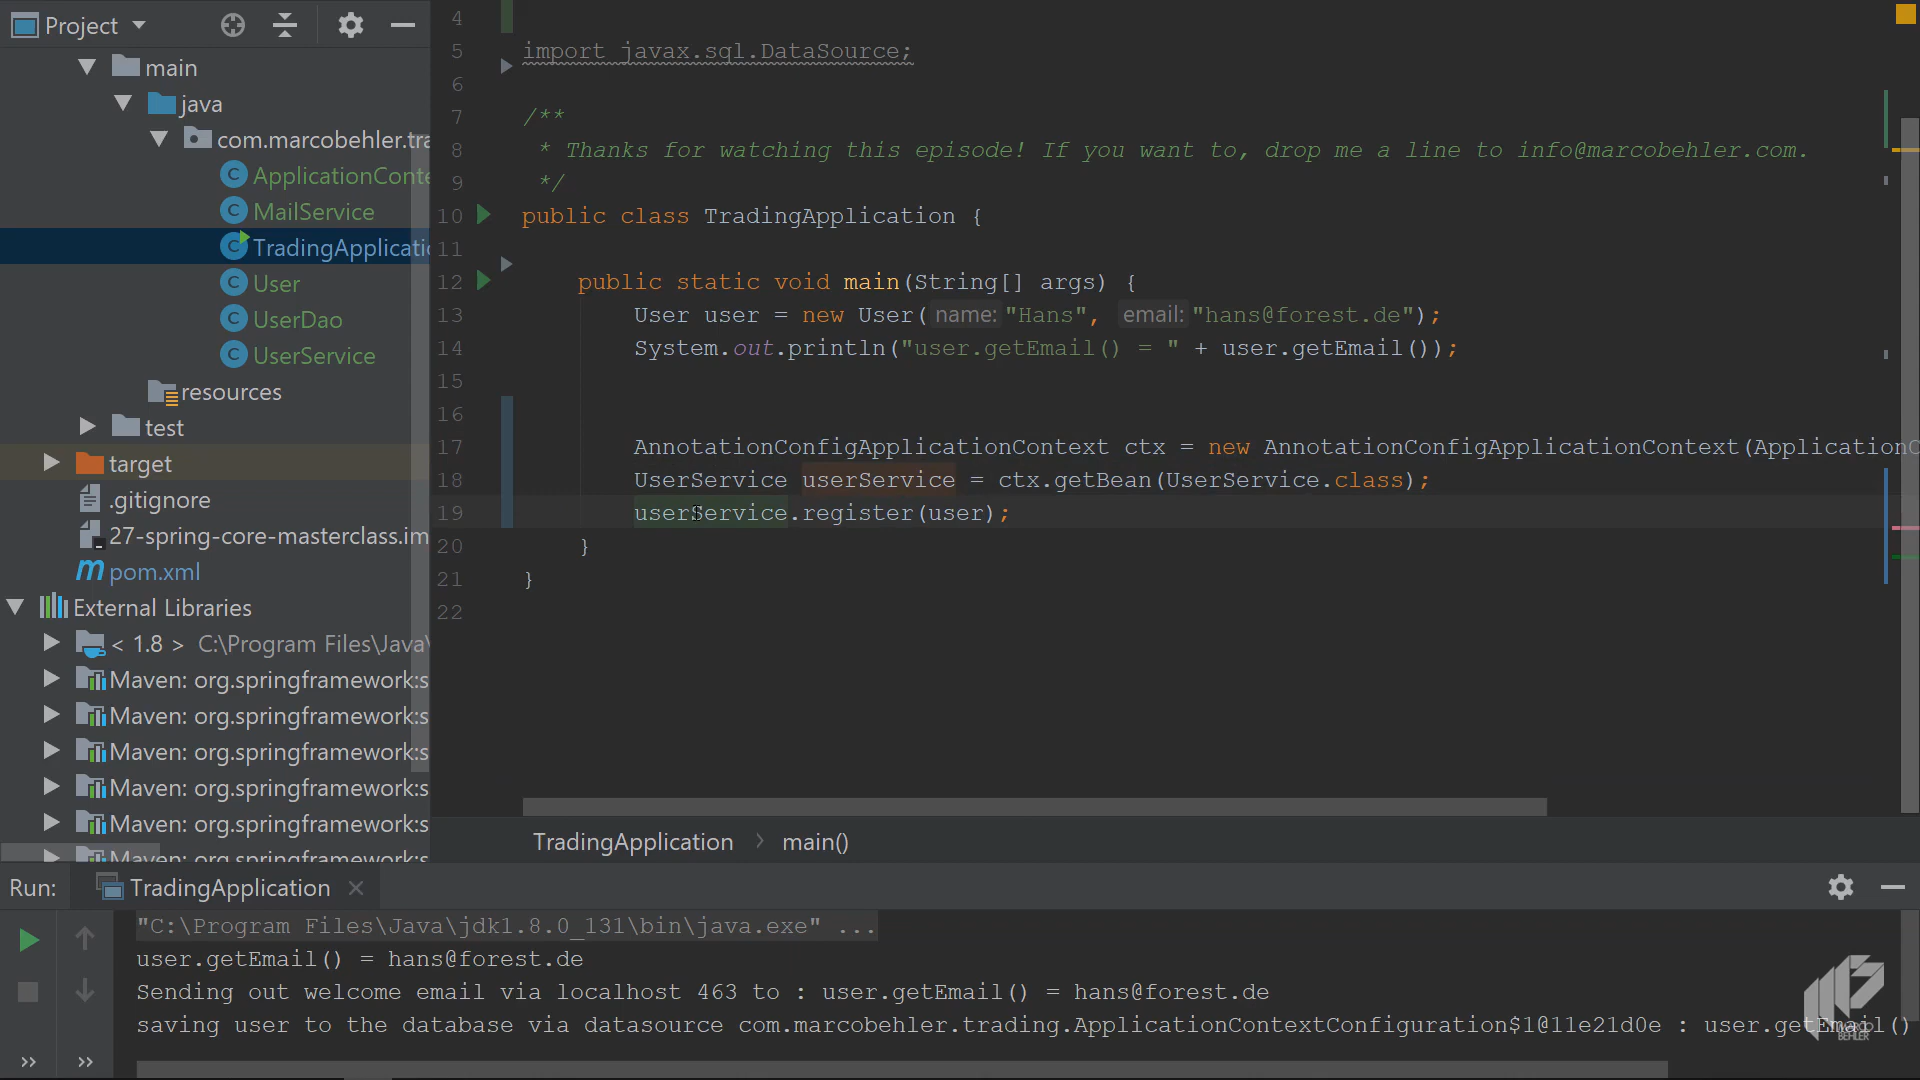 Project
main
java
com.marcobehler.tra
ApplicationConte
MailService
TradingApplicatio
User
UserDao
UserService
resources
test
target
.gitignore
27-spring-core-masterclass.im
pom.xml
External Libraries
< 1.8 > C:\Program Files\Java\
Maven: org.springframework:s
Maven: org.springframework:s
Maven: org.springframework:s
Maven: org.springframework:s
Maven: org.springframework:s
Maven: org.springframework:s
4
5 import javax.sql.DataSource;
6
7 /**
8 * Thanks for watching this episode! If you want to, drop me a line to info@marcobehler.com.
9 */
10 public class TradingApplication {
11
12 public static void main(String[] args) {
13 User user = new User( name: "Hans", email: "hans@forest.de");
14 System.out.println("user.getEmail() = " + user.getEmail());
15
16
17 AnnotationConfigApplicationContext ctx = new AnnotationConfigApplicationContext(ApplicationC
18 UserService userService = ctx.getBean(UserService.class);
19 userService.register(user);
20 }
21 }
22
TradingApplication > main()
Run: TradingApplication
"C:\Program Files\Java\jdk1.8.0_131\bin\java.exe" ...
user.getEmail() = hans@forest.de
Sending out welcome email via localhost 463 to : user.getEmail() = hans@forest.de
saving user to the database via datasource com.marcobehler.trading.ApplicationContextConfiguration$1@11e21d0e : user.getEmail()
MARCO
BEHLER